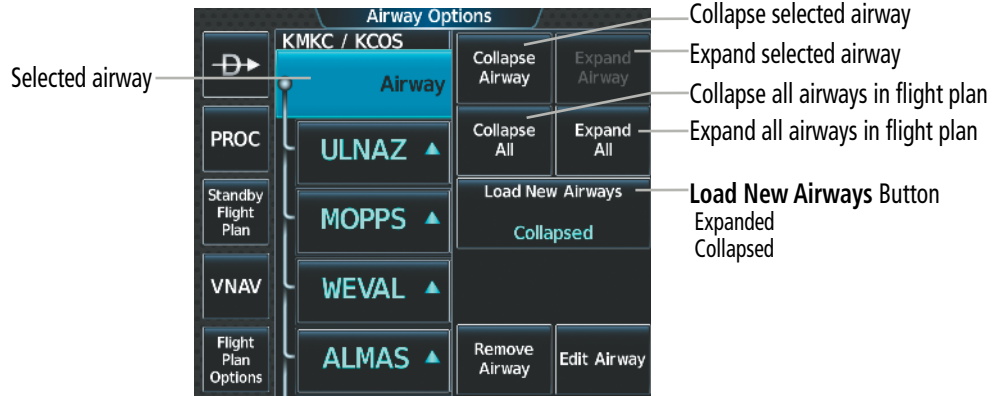 Airway Options
KMKC / KCOS
Airway
PROC
Standby
Flight
Plan
VNAV
Flight
Plan
Options
ULNAZ
MOPPS
WEVAL
ALMAS
Collapse
Airway
Expand
Airway
Collapse
All
Expand
All
Load New Airways
Collapsed
Remove
Airway
Edit Airway
Selected airway
Collapse selected airway
Expand selected airway
Collapse all airways in flight plan
Expand all airways in flight plan
Load New Airways Button
Expanded
Collapsed
D